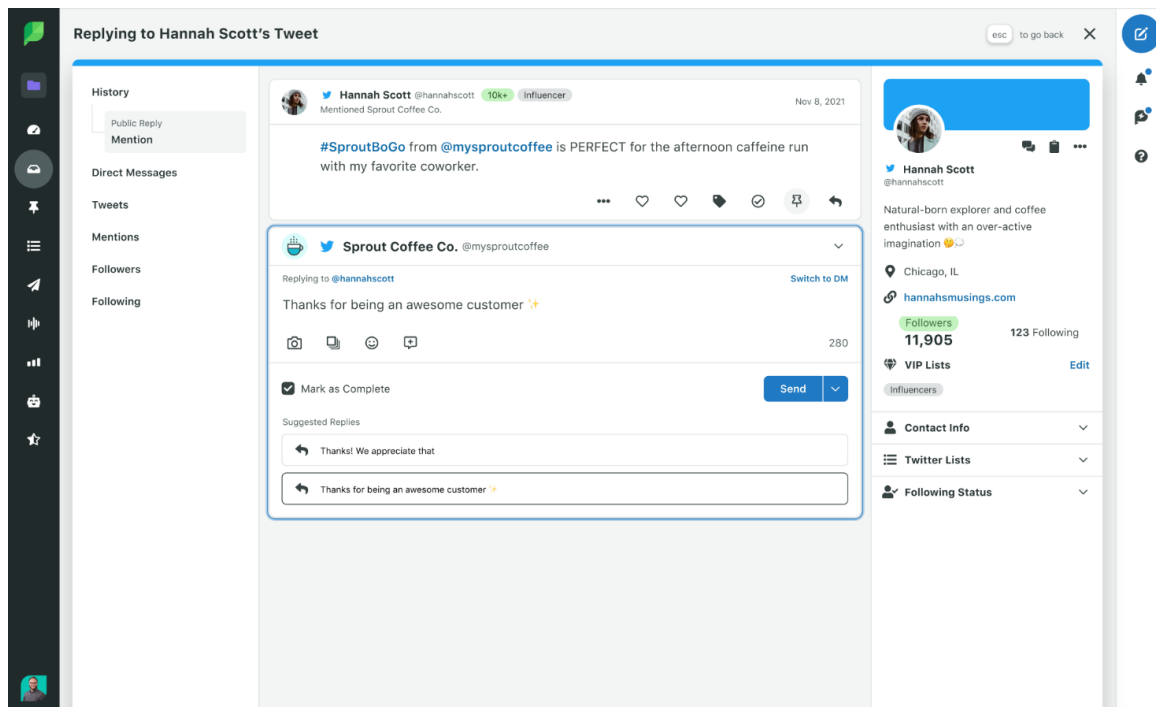 Replying to Hannah Scott's Tweet
esc to go back
History
Public Reply
Mention
Direct Messages
Tweets
Mentions
Followers
Following
Hannah Scott @hannahscott 10k+ Influencer
Mentioned Sprout Coffee Co.
Nov 8, 2021
#SproutBoGo from @mysproutcoffee is PERFECT for the afternoon caffeine run
with my favorite coworker.
Sprout Coffee Co. @mysproutcoffee
Replying to @hannahscott
Switch to DM
Thanks for being an awesome customer ✨
280
Mark as Complete
Send
Suggested Replies
Thanks! We appreciate that
Thanks for being an awesome customer ✨
Hannah Scott
@hannahscott
Natural-born explorer and coffee
enthusiast with an over-active
imagination 🤔💭
Chicago, IL
hannahsmusings.com
Followers
11,905
123 Following
VIP Lists
Edit
Influencers
Contact Info
Twitter Lists
Following Status